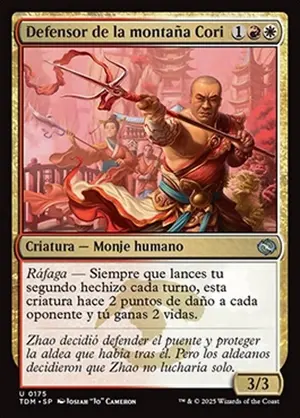 Defensor de la montaña Cori 1
Criatura — Monje humano
Ráfaga — Siempre que lances tu
segundo hechizo cada turno, esta
criatura hace 2 puntos de daño a cada
oponente y tú ganas 2 vidas.
Zhao decidió defender el puente y proteger
la aldea que había tras él. Pero los aldeanos
decidieron que Zhao no lucharía solo.
3/3
U 0175
TDM • SP Josiah "Jo" Cameron
™ & © 2025 Wizards of the Coast